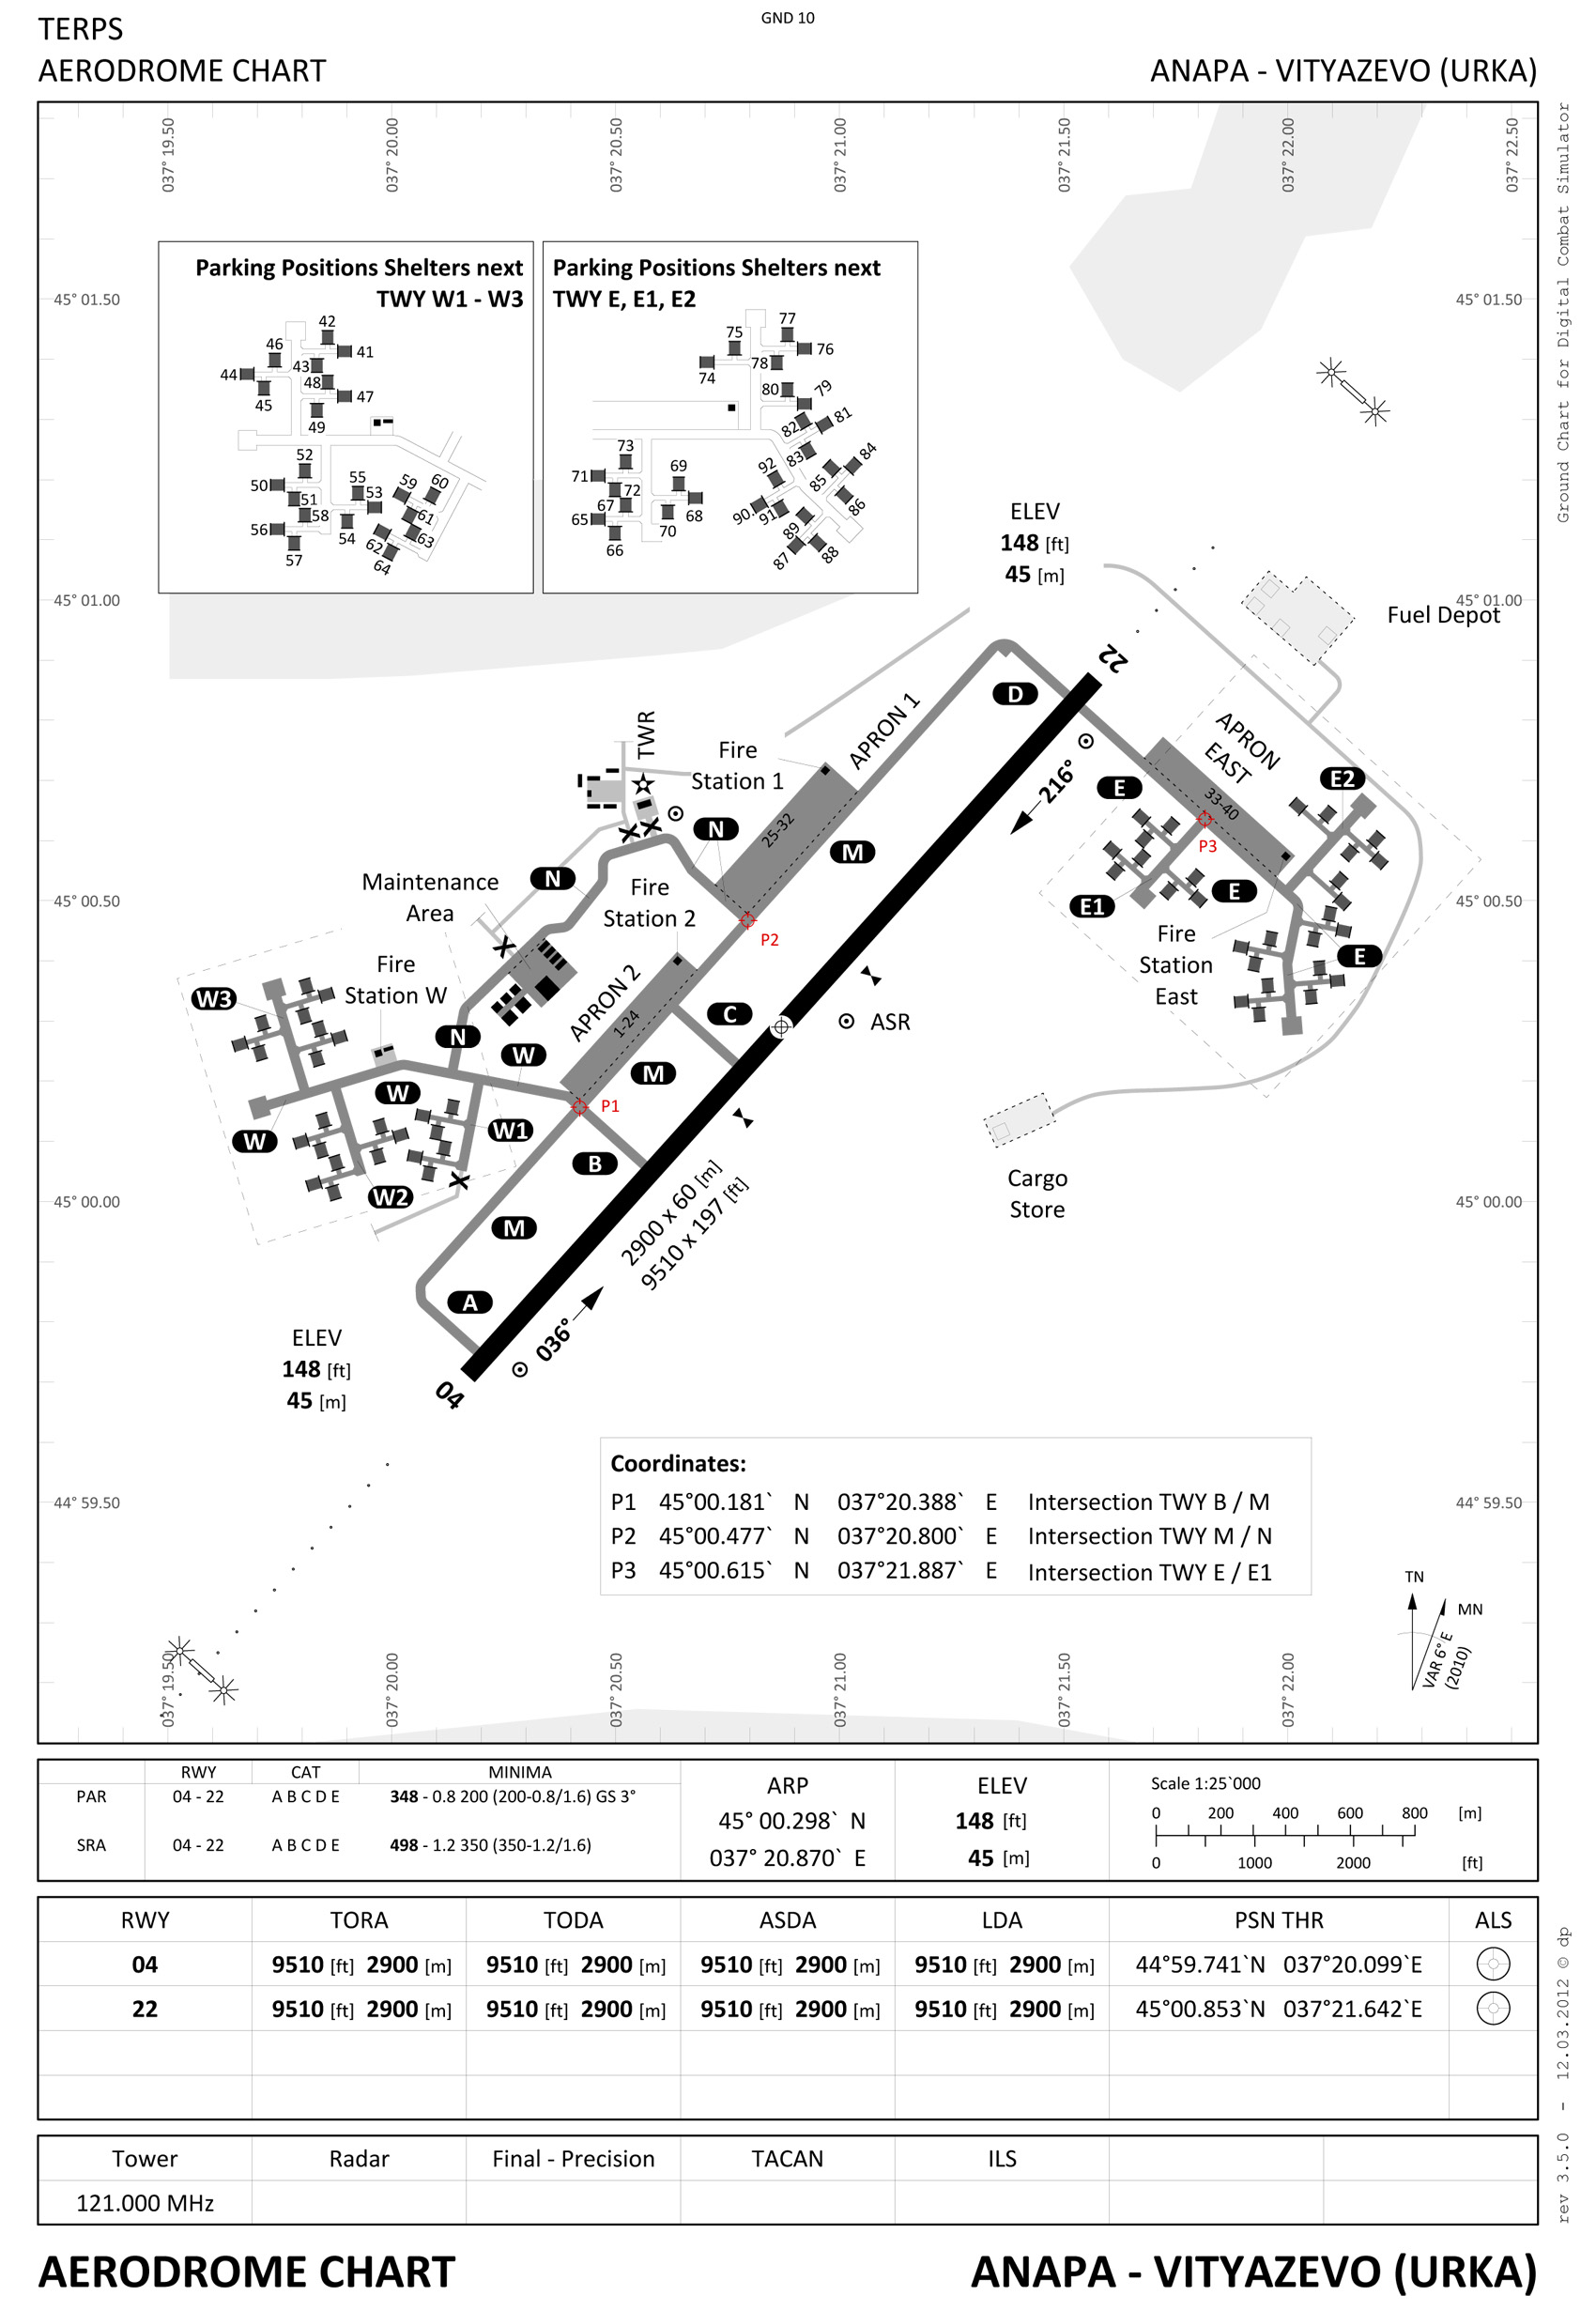 GND 10
TERPS
AERODROME CHART
ANAPA - VITYAZEVO (URKA)
Ground Chart for Digital Combat Simulator
037° 19.50
037° 20.00
037° 20.50
037° 21.00
037° 21.50
037° 22.00
037° 22.50
45° 01.50
45° 01.50
Parking Positions Shelters next
TWY W1 - W3
42
41
46
43
44
48
47
45
49
52
55
53
59
60
50
51
58
61
56
54
62
63
57
64
Parking Positions Shelters next
TWY E, E1, E2
77
75
76
78
74
80
79
81
82
73
83
84
92
69
71
85
72
67
86
90
91
65
68
70
89
66
87
88
ELEV
148 [ft]
45 [m]
45° 01.00
45° 01.00
Fuel Depot
22
D
TWR
APRON 1
Fire
Station 1
216°
APRON
EAST
E
E2
33-40
P3
N
25-32
M
N
Maintenance
Area
Fire
Station 2
45° 00.50
45° 00.50
E1
E
P2
Fire
Station
East
E
Fire
Station W
W3
APRON 2
1-24
C
ASR
N
W
M
W
P1
W
W1
B
W2
Cargo
Store
45° 00.00
45° 00.00
M
2900 x 60 [m]
9510 x 197 [ft]
A
036°
ELEV
148 [ft]
45 [m]
04
Coordinates:
P1 45°00.181` N 037°20.388` E Intersection TWY B / M
P2 45°00.477` N 037°20.800` E Intersection TWY M / N
P3 45°00.615` N 037°21.887` E Intersection TWY E / E1
44° 59.50
44° 59.50
TN
MN
VAR 6° E
(2010)
037° 19.50
037° 20.00
037° 20.50
037° 21.00
037° 21.50
037° 22.00
RWY CAT MINIMA
PAR 04 - 22 A B C D E 348 - 0.8 200 (200-0.8/1.6) GS 3°
SRA 04 - 22 A B C D E 498 - 1.2 350 (350-1.2/1.6)
ARP
45° 00.298` N
037° 20.870` E
ELEV
148 [ft]
45 [m]
Scale 1:25`000
0 200 400 600 800 [m]
0 1000 2000 [ft]
RWY TORA TODA ASDA LDA PSN THR ALS
04 9510 [ft] 2900 [m] 9510 [ft] 2900 [m] 9510 [ft] 2900 [m] 9510 [ft] 2900 [m] 44°59.741`N 037°20.099`E
22 9510 [ft] 2900 [m] 9510 [ft] 2900 [m] 9510 [ft] 2900 [m] 9510 [ft] 2900 [m] 45°00.853`N 037°21.642`E
Tower Radar Final - Precision TACAN ILS
121.000 MHz
rev 3.5.0 - 12.03.2012 © dp
AERODROME CHART
ANAPA - VITYAZEVO (URKA)